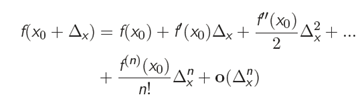 f(x₀ + Δₓ) = f(x₀) + f′(x₀)Δₓ + f″(x₀)/2 Δₓ² + ...
+ f⁽ⁿ⁾(x₀)/n! Δₓⁿ + o(Δₓⁿ)